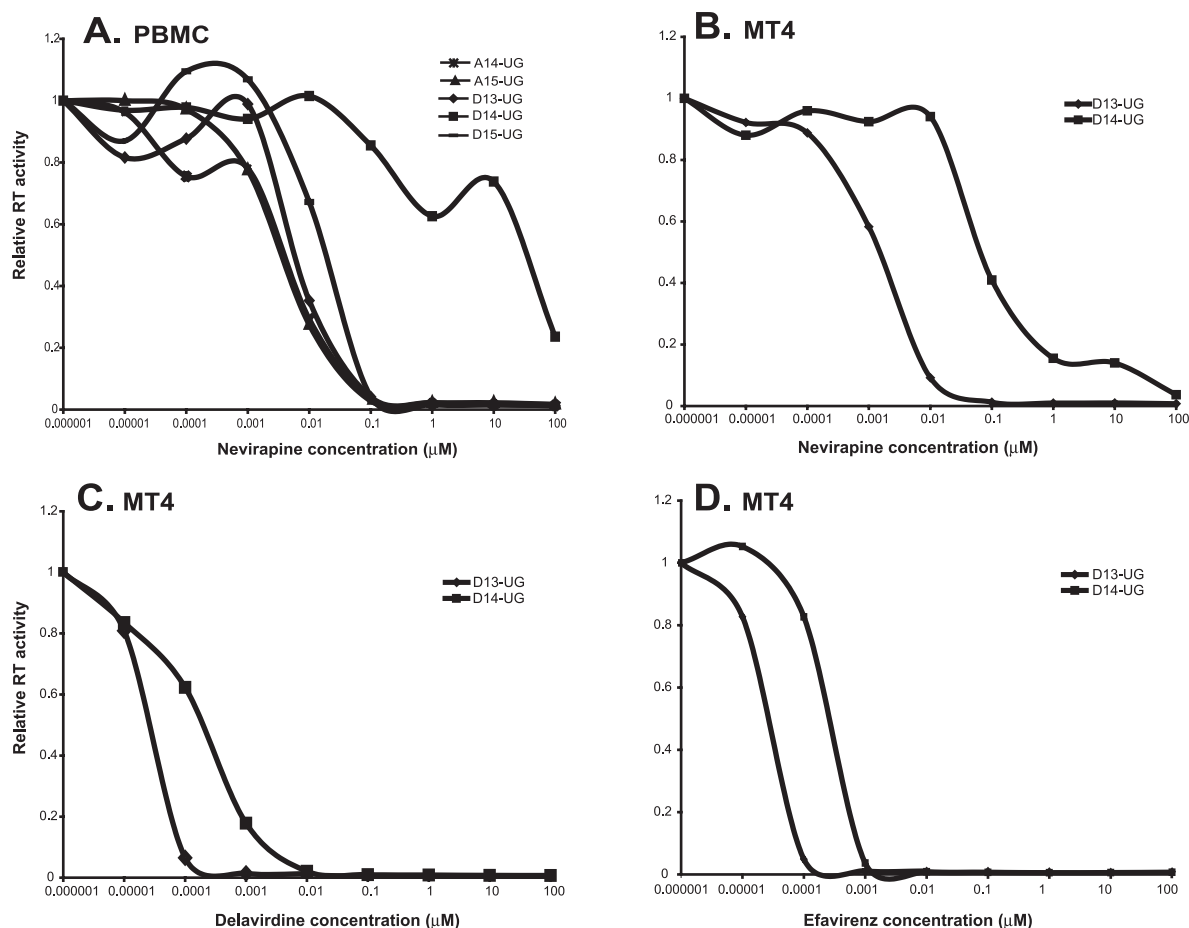 A. PBMC
1.2
1
0.8
0.6
0.4
0.2
0
Relative RT activity
A14-UG
A15-UG
D13-UG
D14-UG
D15-UG
0.000001 0.00001 0.0001 0.001 0.01 0.1 1 10 100
Nevirapine concentration (μM)
B. MT4
1.2
1
0.8
0.6
0.4
0.2
0
D13-UG
D14-UG
0.000001 0.00001 0.0001 0.001 0.01 0.1 1 10 100
Nevirapine concentration (μM)
C. MT4
1.2
1
0.8
0.6
0.4
0.2
0
Relative RT activity
D13-UG
D14-UG
0.000001 0.00001 0.0001 0.001 0.01 0.1 1 10 100
Delavirdine concentration (μM)
D. MT4
1.2
1
0.8
0.6
0.4
0.2
0
D13-UG
D14-UG
0.000001 0.00001 0.0001 0.001 0.01 0.1 1 10 100
Efavirenz concentration (μM)